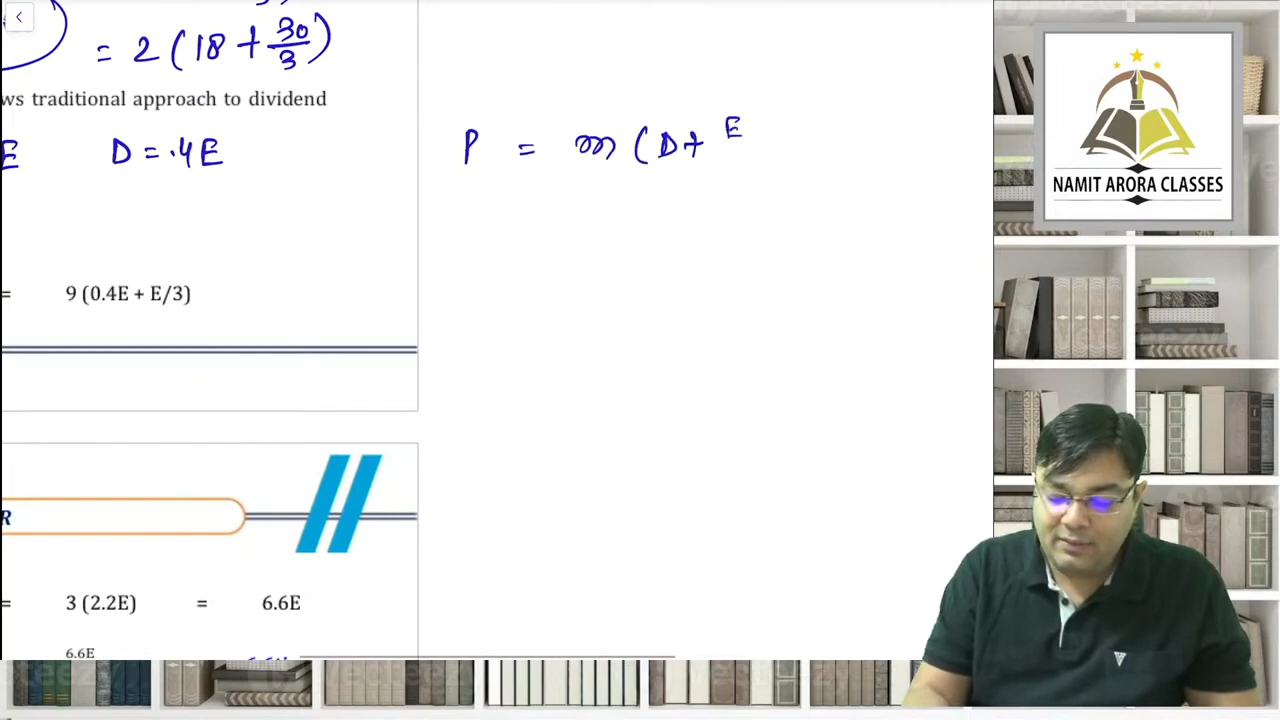 = 2 (18 + 30/3)
ws traditional approach to dividend
E D = .4E
P = m (D+ E
= 9 (0.4E + E/3)
R
= 3 (2.2E) = 6.6E
6.6E
NAMIT ARORA CLASSES